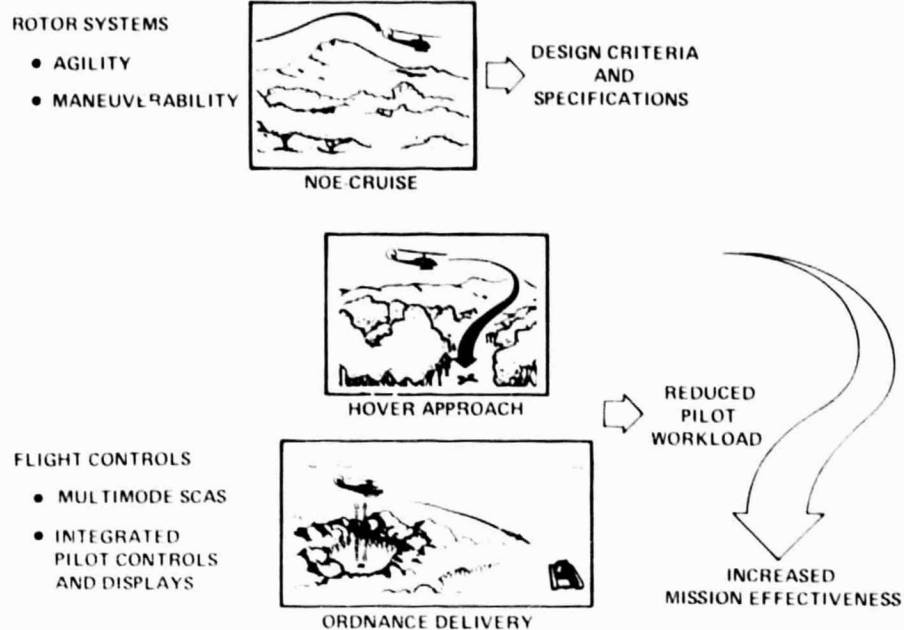 ROTOR SYSTEMS
• AGILITY
• MANEUVERABILITY
NOE-CRUISE
DESIGN CRITERIA
AND
SPECIFICATIONS
HOVER APPROACH
REDUCED
PILOT
WORKLOAD
FLIGHT CONTROLS
• MULTIMODE SCAS
• INTEGRATED
PILOT CONTROLS
AND DISPLAYS
ORDNANCE DELIVERY
INCREASED
MISSION EFFECTIVENESS